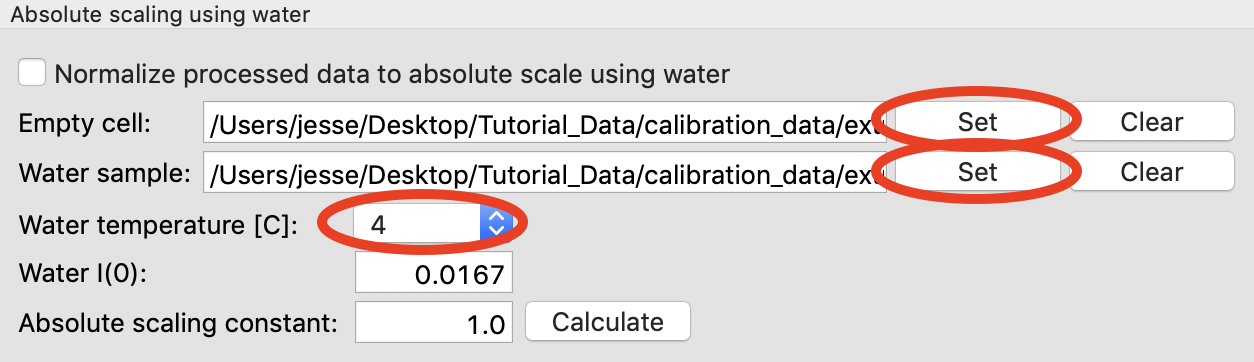 Absolute scaling using water
Normalize processed data to absolute scale using water
Empty cell: /Users/jesse/Desktop/Tutorial_Data/calibration_data/ext Set Clear
Water sample: /Users/jesse/Desktop/Tutorial_Data/calibration_data/ext Set Clear
Water temperature [C]: 4
Water I(0): 0.0167
Absolute scaling constant: 1.0 Calculate